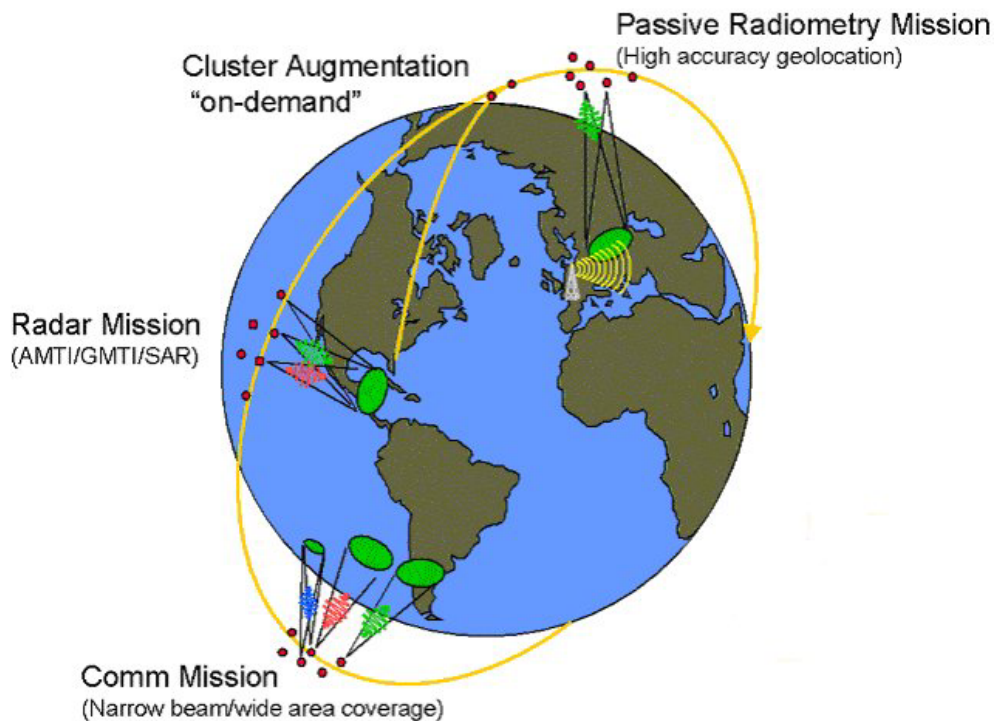 Passive Radiometry Mission
(High accuracy geolocation)
Cluster Augmentation
"on-demand"
Radar Mission
(AMTI/GMTI/SAR)
Comm Mission
(Narrow beam/wide area coverage)